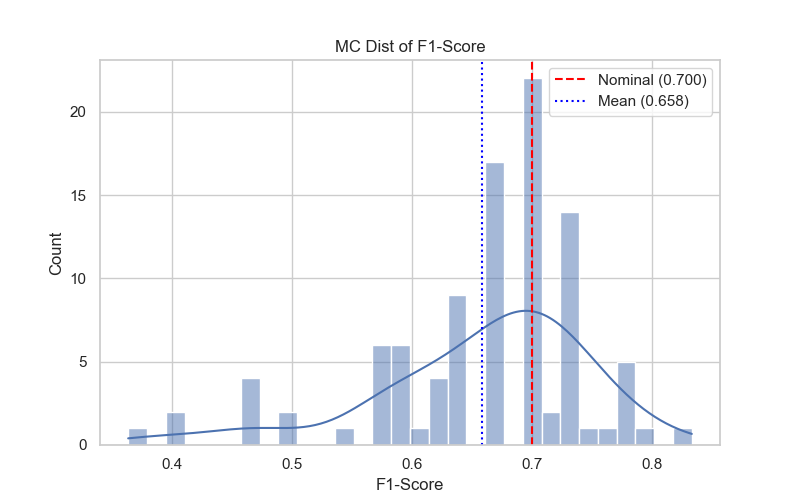 MC Dist of F1-Score
Nominal (0.700)
Mean (0.658)
Count
20
15
10
5
0
0.4 0.5 0.6 0.7 0.8
F1-Score